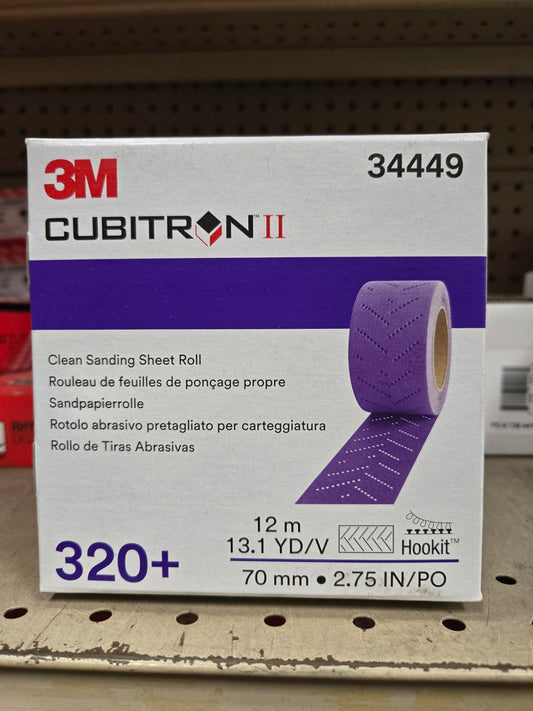 3M
34449
CUBITRON™ II
Clean Sanding Sheet Roll
Rouleau de feuilles de ponçage propre
Sandpapierrolle
Rotolo abrasivo pretagliato per carteggiatura
Rollo de Tiras Abrasivas
320+
12 m
13.1 YD/V
Hookit™
70 mm • 2.75 IN/PO